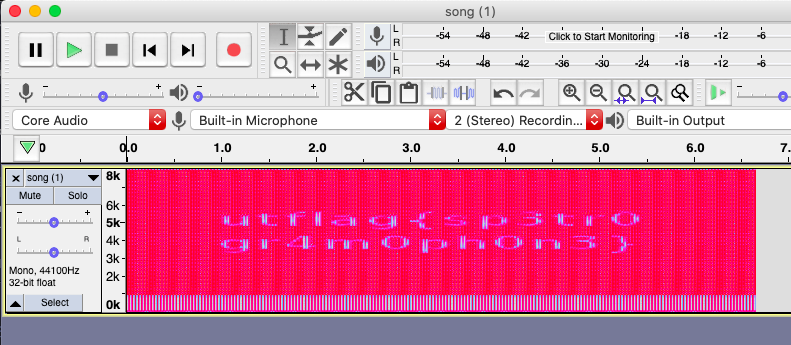 song (1)
L
R
-54 -48 -42 Click to Start Monitoring -18 -12 -6
L
R
-54 -48 -42 -36 -30 -24 -18 -12 -6
- + - +
Core Audio Built-in Microphone 2 (Stereo) Recordin... Built-in Output
0 0.0 1.0 2.0 3.0 4.0 5.0 6.0 7.
× song (1)
Mute Solo
- +
L R
Mono, 44100Hz
32-bit float
Select
8k
6k
5k
4k
3k
2k
0k
utflag{sp3tro
gr4m0ph0n3}